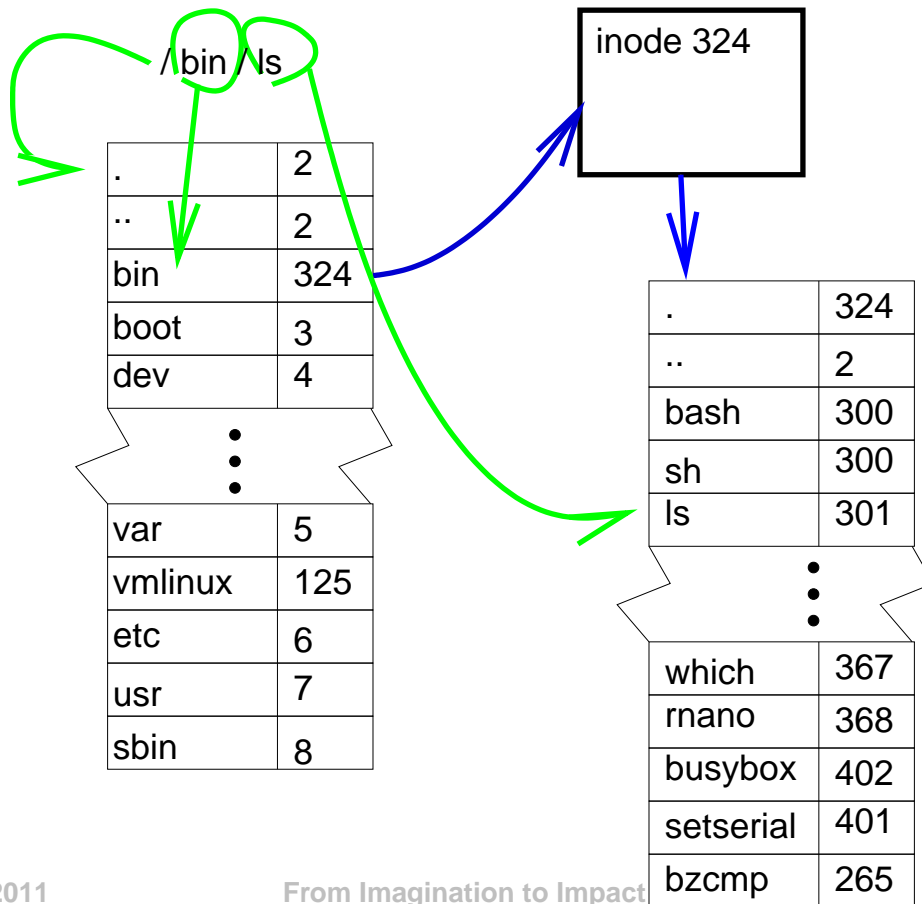 / bin / ls
inode 324
. 2
.. 2
bin 324
boot 3
dev 4
var 5
vmlinux 125
etc 6
usr 7
sbin 8
. 324
.. 2
bash 300
sh 300
ls 301
which 367
rnano 368
busybox 402
setserial 401
bzcmp 265
2011
From Imagination to Impact